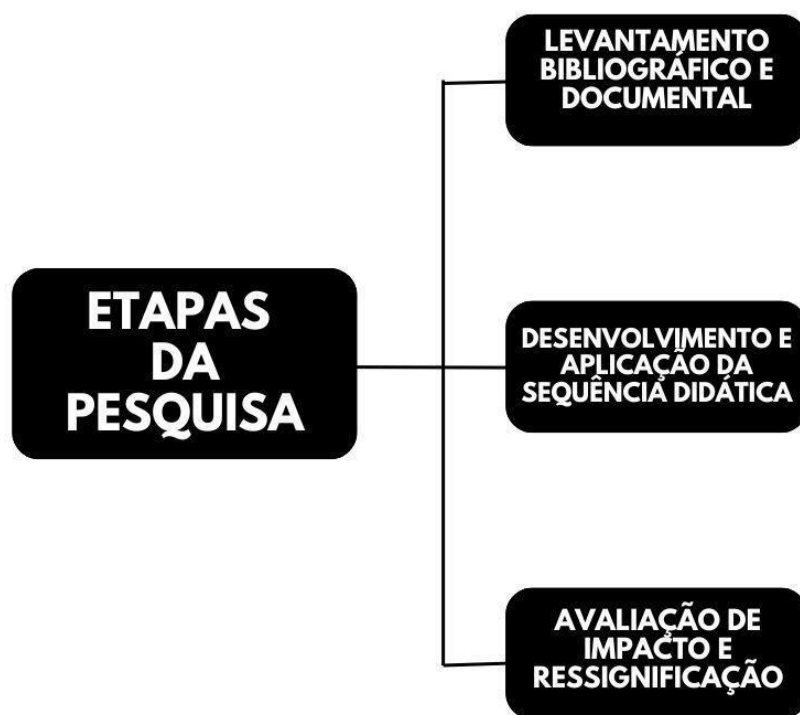 LEVANTAMENTO
BIBLIOGRÁFICO E
DOCUMENTAL
ETAPAS
DA
PESQUISA
DESENVOLVIMENTO E
APLICAÇÃO DA
SEQUÊNCIA DIDÁTICA
AVALIAÇÃO DE
IMPACTO E
RESSIGNIFICAÇÃO